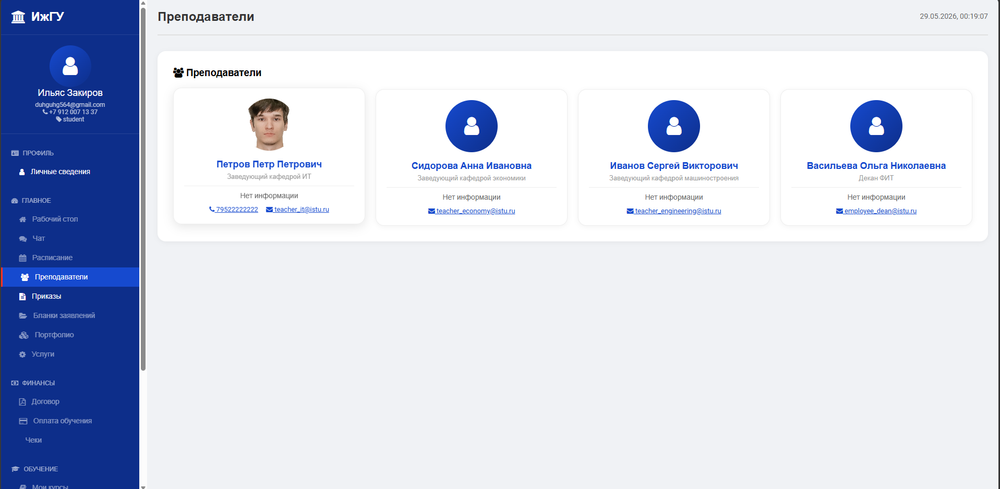 ИжГУ
Ильяс Закиров
duhguhg564@gmail.com
+7 912 007 13 37
student
ПРОФИЛЬ
Личные сведения
ГЛАВНОЕ
Рабочий стол
Чат
Расписание
Преподаватели
Приказы
Бланки заявлений
Портфолио
Услуги
ФИНАНСЫ
Договор
Оплата обучения
Чеки
ОБУЧЕНИЕ
Мои курсы
Преподаватели
29.05.2026, 00:19:07
Преподаватели
Петров Петр Петрович
Заведующий кафедрой ИТ
Нет информации
79522222222 teacher_it@istu.ru
Сидорова Анна Ивановна
Заведующий кафедрой экономики
Нет информации
teacher_economy@istu.ru
Иванов Сергей Викторович
Заведующий кафедрой машиностроения
Нет информации
teacher_engineering@istu.ru
Васильева Ольга Николаевна
Декан ФИТ
Нет информации
employee_dean@istu.ru